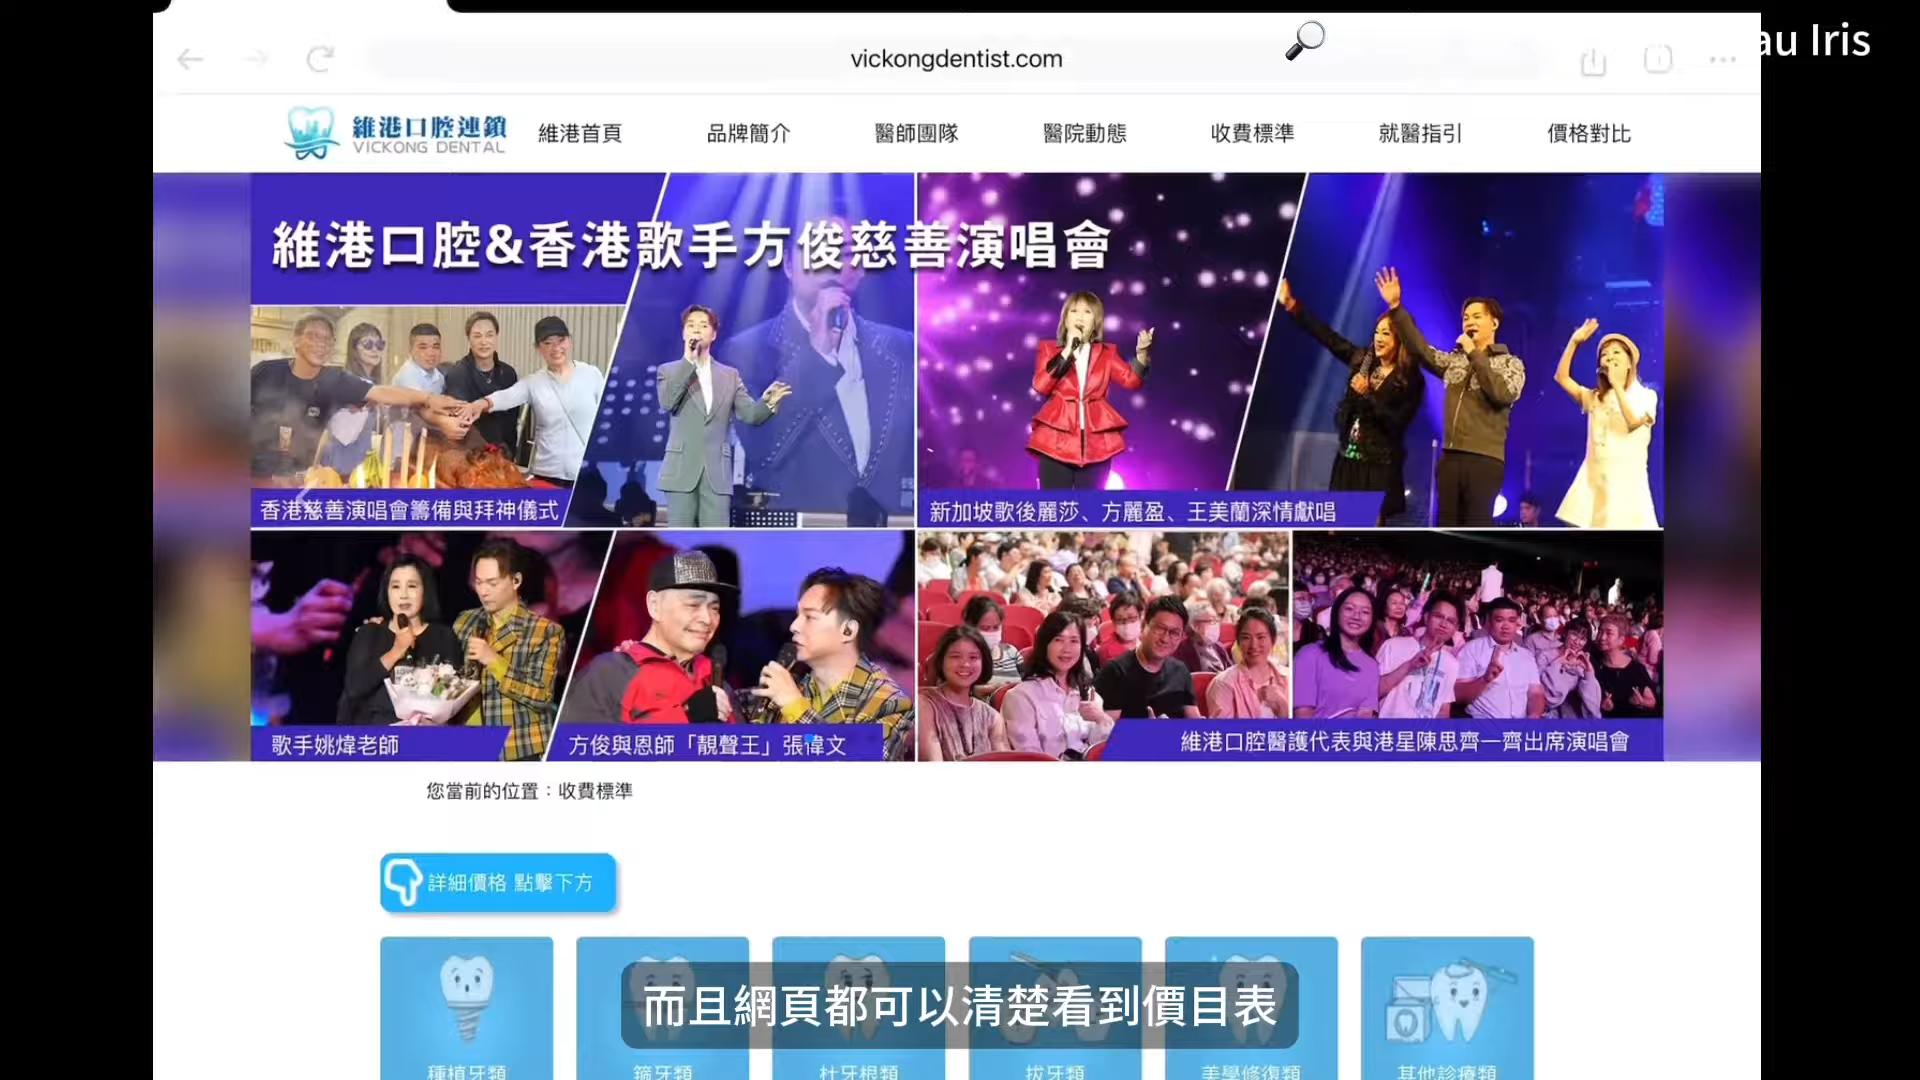 vickongdentist.com
au Iris
維港口腔連鎖
VICKONG DENTAL
維港首頁 品牌簡介 醫師團隊 醫院動態 收費標準 就醫指引 價格對比
維港口腔&香港歌手方俊慈善演唱會
香港慈善演唱會籌備與拜神儀式
新加坡歌後麗莎、方麗盈、王美蘭深情獻唱
歌手姚煒老師
方俊與恩師「靚聲王」張偉文
維港口腔醫護代表與港星陳思齊一齊出席演唱會
您當前的位置：收費標準
詳細價格 點擊下方
而且網頁都可以清楚看到價目表
種植牙類 箍牙類 杜牙根類 拔牙類 美學修復類 其他診療類